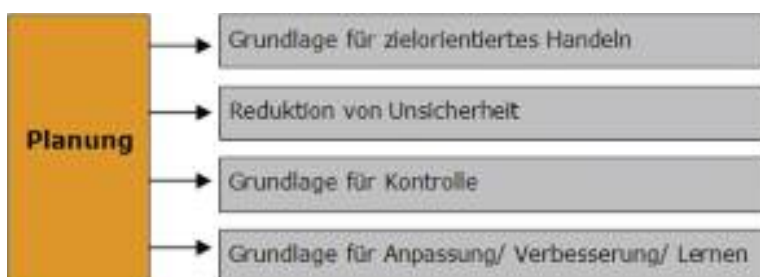 Planung
Grundlage für zielorientiertes Handeln
Reduktion von Unsicherheit
Grundlage für Kontrolle
Grundlage für Anpassung/ Verbesserung/ Lernen